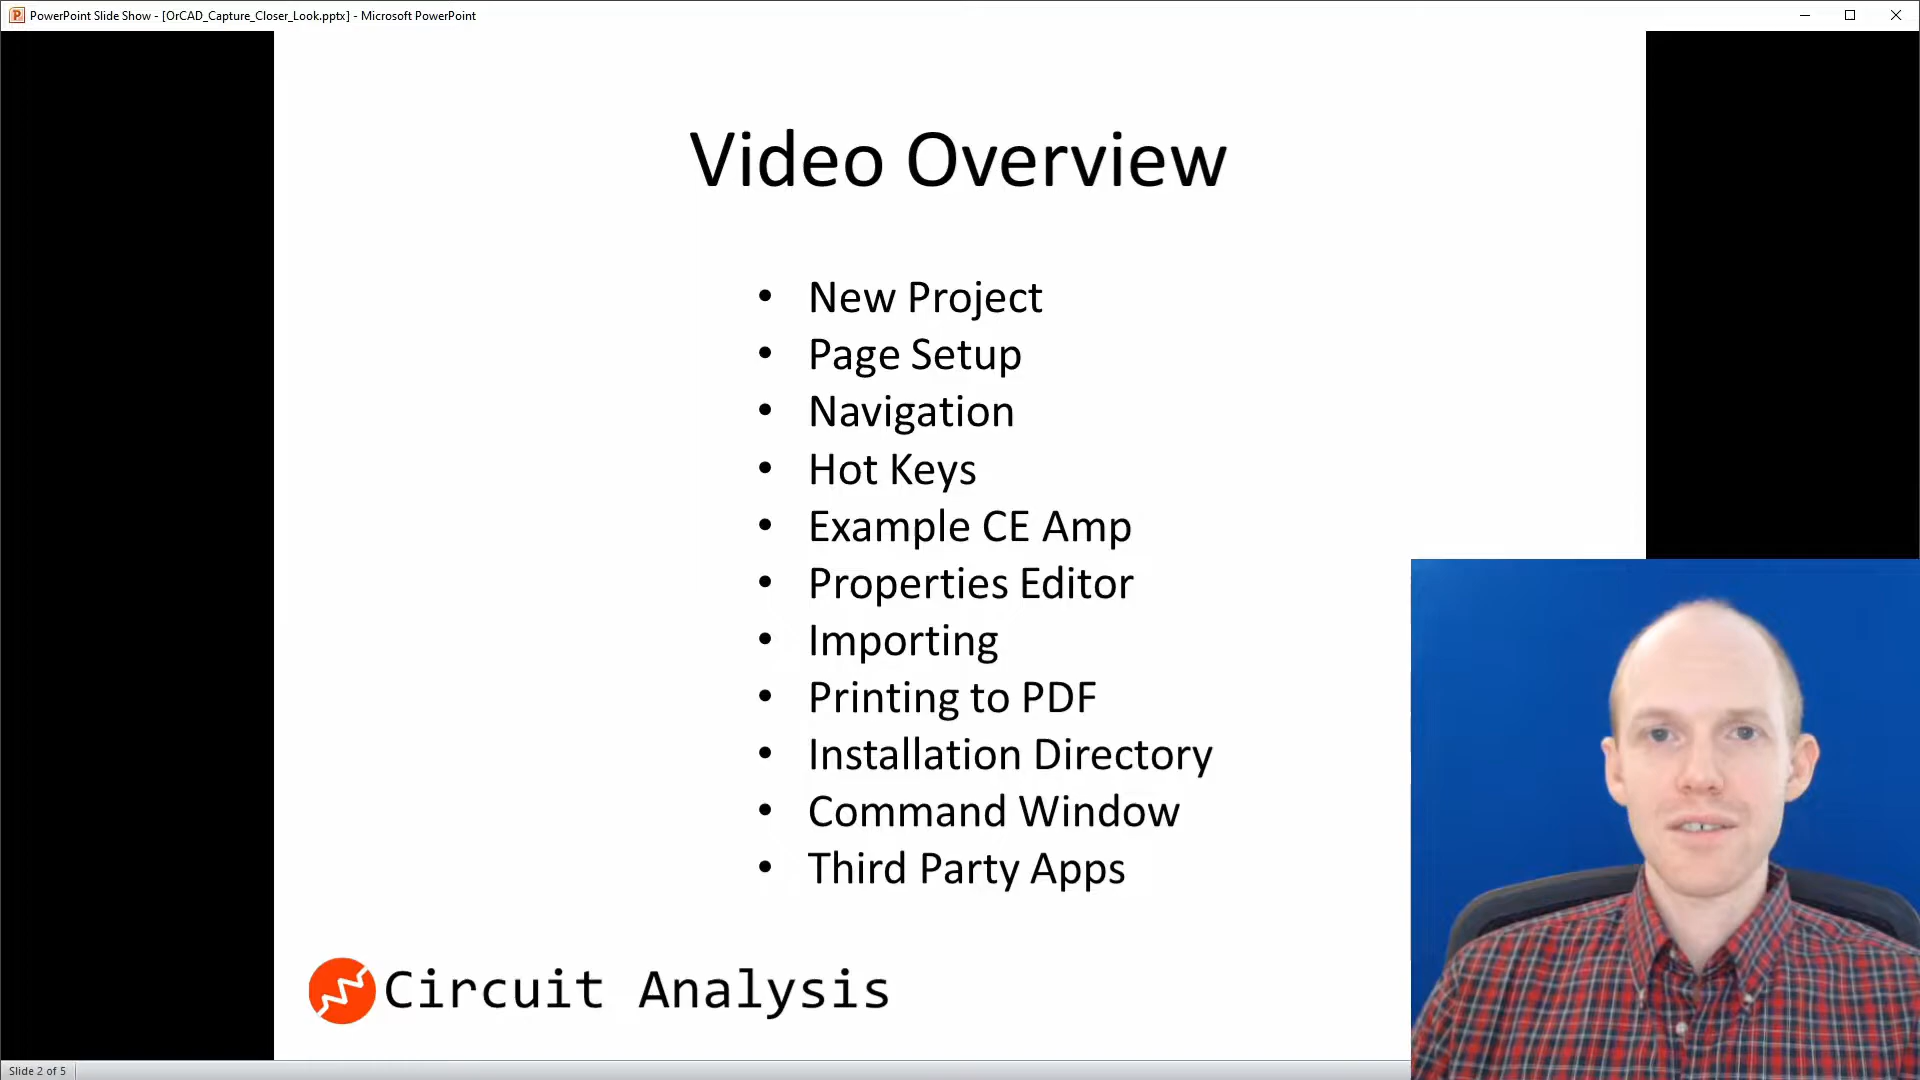 PowerPoint Slide Show - [OrCAD_Capture_Closer_Look.pptx] - Microsoft PowerPoint
Video Overview
• New Project
• Page Setup
• Navigation
• Hot Keys
• Example CE Amp
• Properties Editor
• Importing
• Printing to PDF
• Installation Directory
• Command Window
• Third Party Apps
Circuit Analysis
Slide 2 of 5